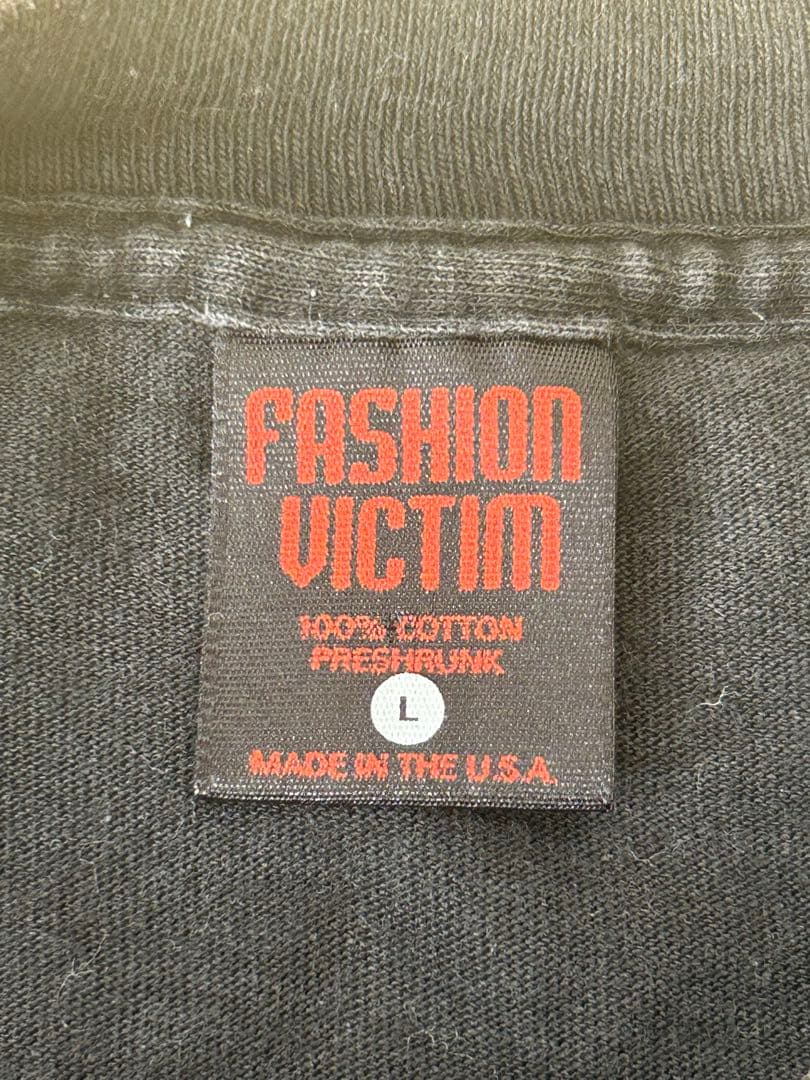 FASHION
VICTIM
100% COTTON
PRESHRUNK
L
MADE IN THE U.S.A.